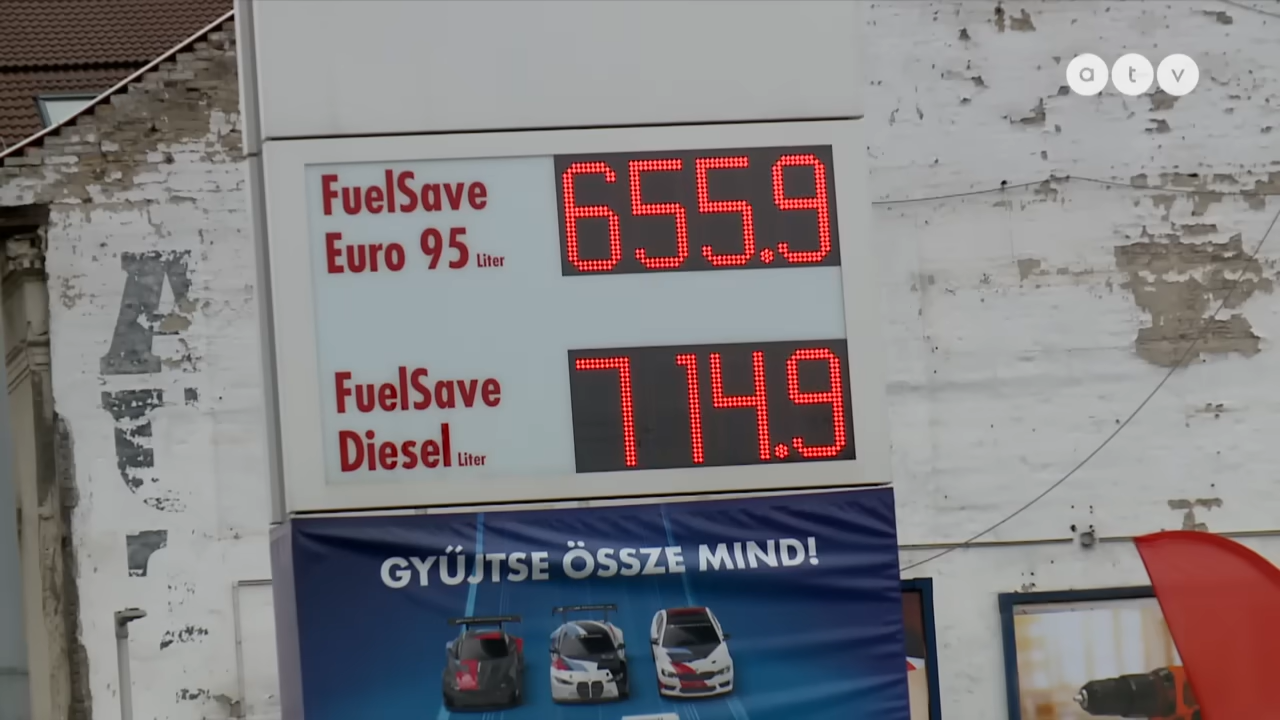 atv
FuelSave
Euro 95 Liter
655.9
FuelSave
Diesel Liter
714.9
GYŰJTSE ÖSSZE MIND!